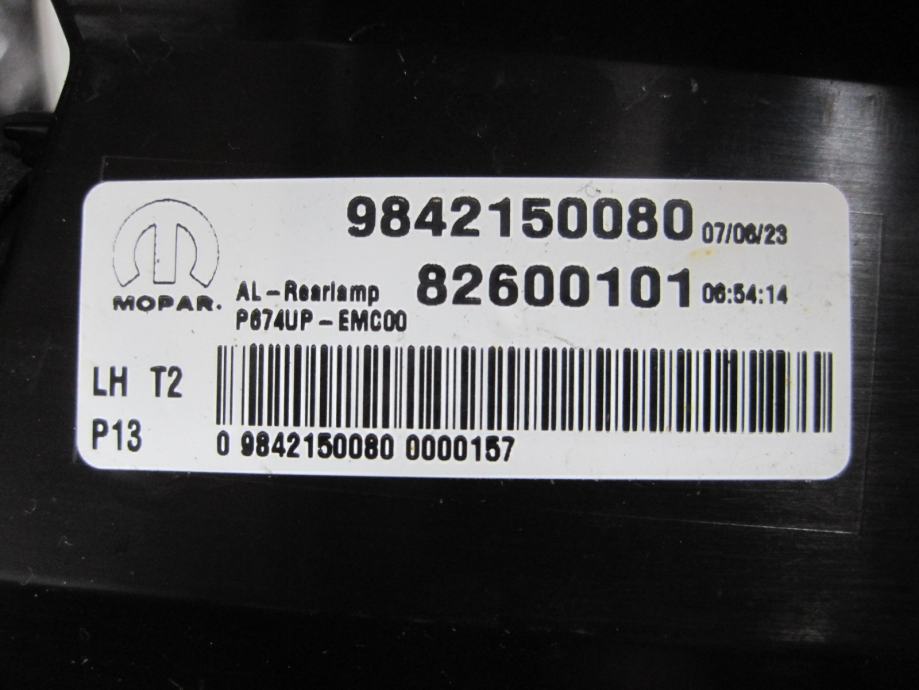 9842150080 07/06/23
MOPAR.
AL-Rearlamp 82600101 06:54:14
P674UP-EMC00
LH T2
P13
0 9842150080 0000157